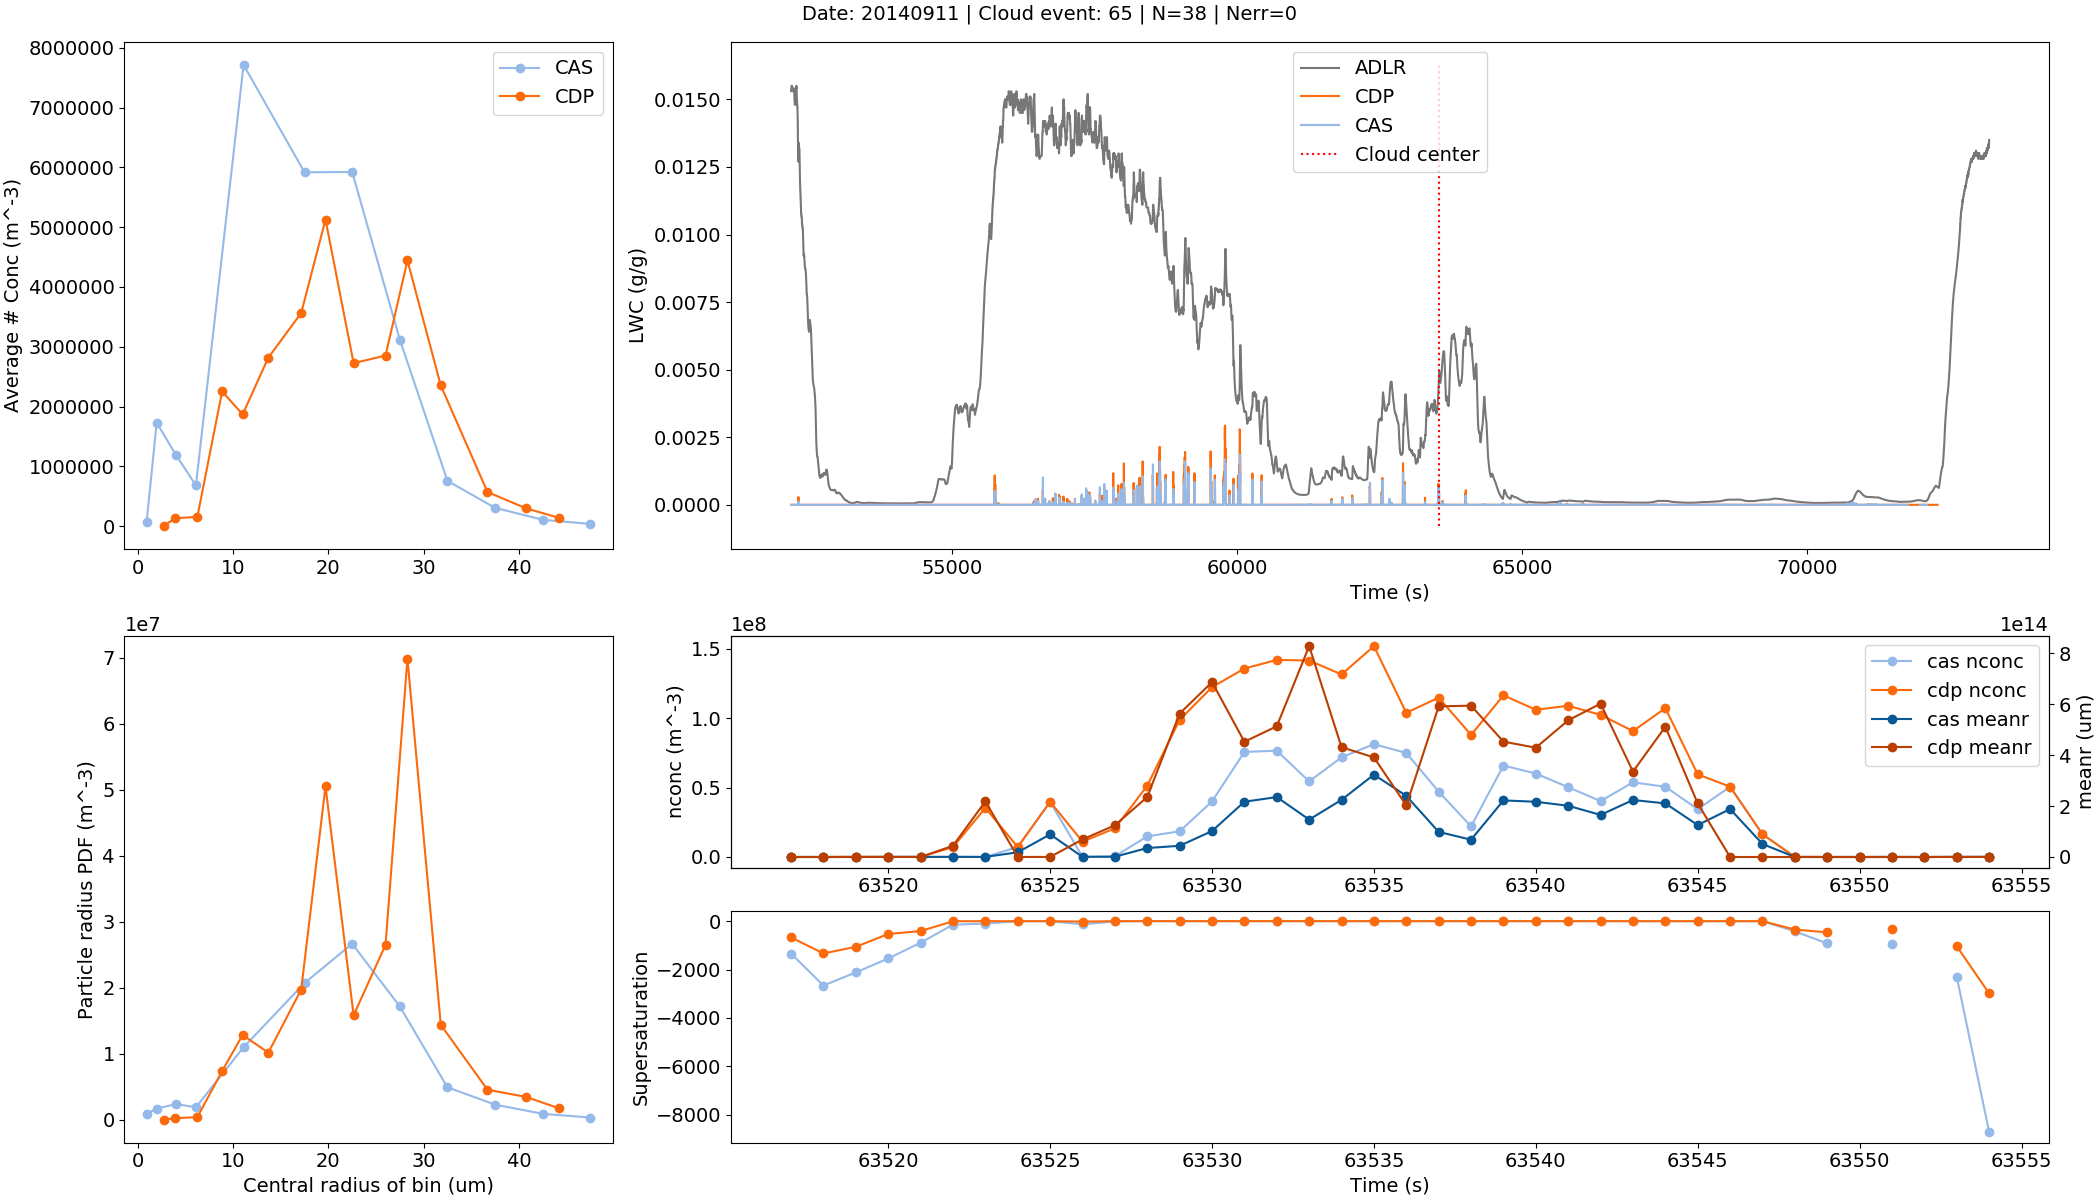 Date: 20140911 | Cloud event: 65 | N=38 | Nerr=0
Average # Conc (m^-3)
8000000
7000000
6000000
5000000
4000000
3000000
2000000
1000000
0
0 10 20 30 40
CAS
CDP
LWC (g/g)
0.0150
0.0125
0.0100
0.0075
0.0050
0.0025
0.0000
55000 60000 65000 70000
Time (s)
ADLR
CDP
CAS
Cloud center
1e7
Particle radius PDF (m^-3)
7
6
5
4
3
2
1
0
0 10 20 30 40
Central radius of bin (um)
1e8
1e14
nconc (m^-3)
1.5
1.0
0.5
0.0
8
6
4
2
0
meanr (um)
cas nconc
cdp nconc
cas meanr
cdp meanr
63520 63525 63530 63535 63540 63545 63550 63555
Supersaturation
0
−2000
−4000
−6000
−8000
63520 63525 63530 63535 63540 63545 63550 63555
Time (s)